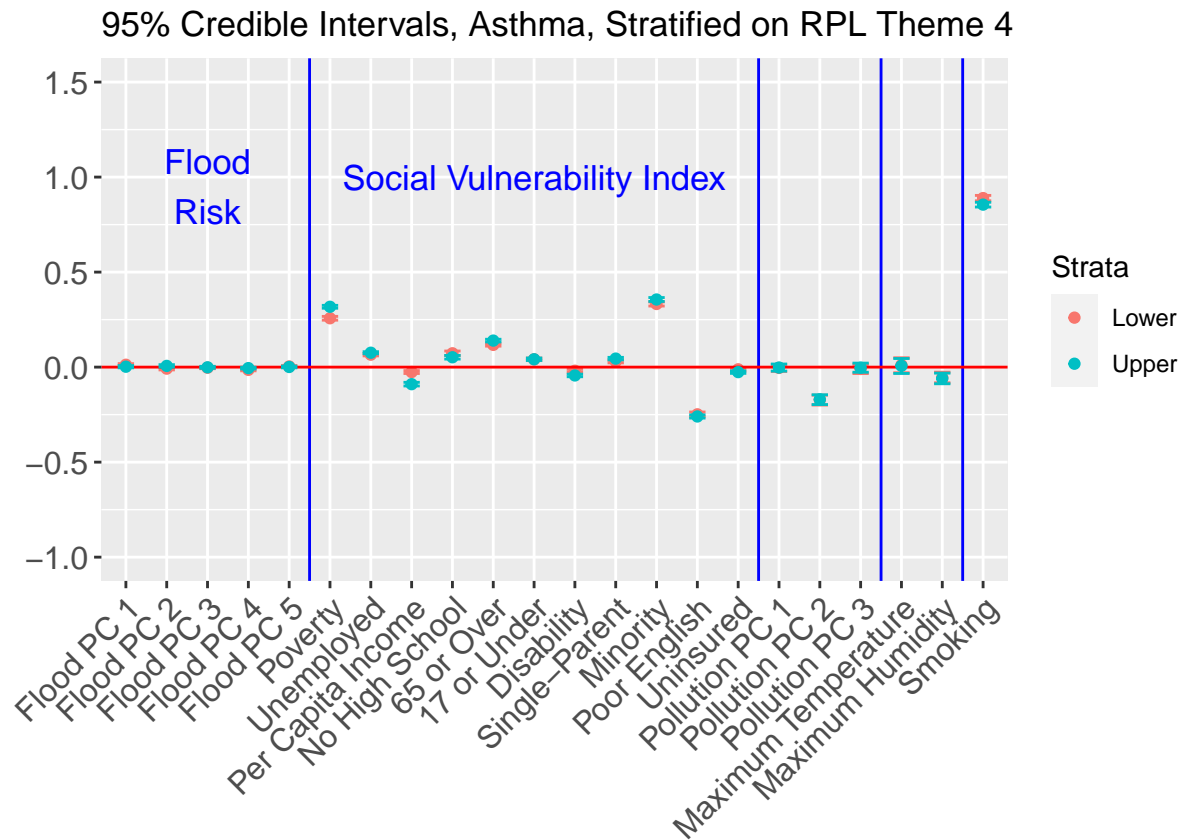 95% Credible Intervals, Asthma, Stratified on RPL Theme 4
1.5
1.0
0.5
0.0
−0.5
−1.0
Flood
Risk
Social Vulnerability Index
Flood PC 1
Flood PC 2
Flood PC 3
Flood PC 4
Flood PC 5
Poverty
Unemployed
Per Capita Income
No High School
65 or Over
17 or Under
Disability
Single−Parent
Minority
Poor English
Uninsured
Pollution PC 1
Pollution PC 2
Pollution PC 3
Maximum Temperature
Maximum Humidity
Smoking
Strata
Lower
Upper